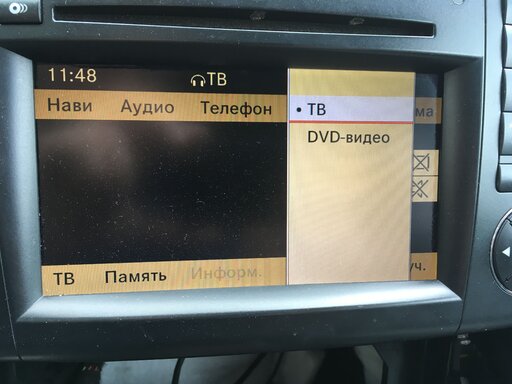 11:48 ТВ
Нави Аудио Телефон
• ТВ
DVD-видео
ма
ТВ Память Информ.
уч.